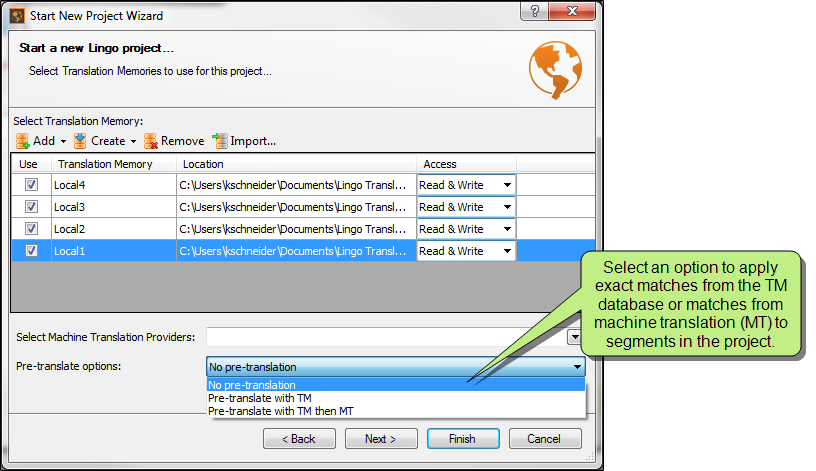 Start New Project Wizard
?
Start a new Lingo project...
Select Translation Memories to use for this project...
Select Translation Memory:
Add Create Remove Import...
Use Translation Memory Location Access
Local4 C:\Users\kschneider\Documents\Lingo Transl... Read & Write
Local3 C:\Users\kschneider\Documents\Lingo Transl... Read & Write
Local2 C:\Users\kschneider\Documents\Lingo Transl... Read & Write
Local1 C:\Users\kschneider\Documents\Lingo Transl... Read & Write
Select an option to apply
exact matches from the TM
database or matches from
machine translation (MT) to
segments in the project.
Select Machine Translation Providers:
Pre-translate options: No pre-translation
No pre-translation
Pre-translate with TM
Pre-translate with TM then MT
< Back Next > Finish Cancel